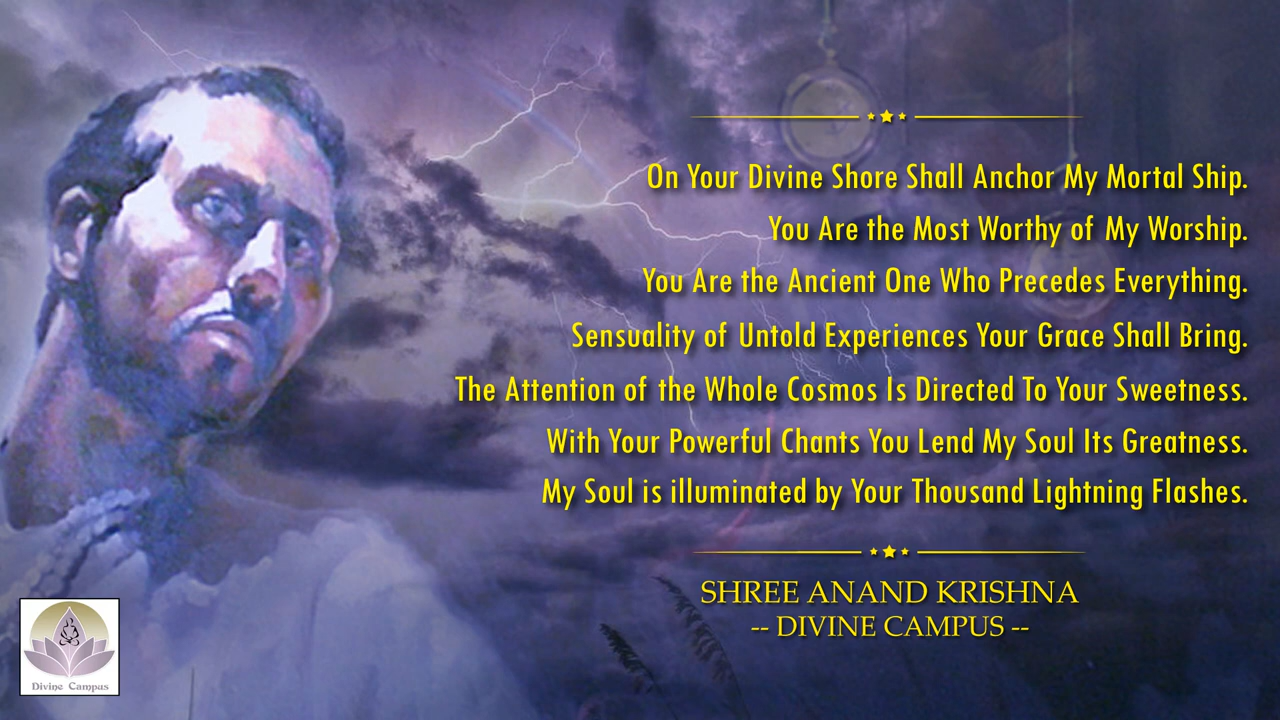 On Your Divine Shore Shall Anchor My Mortal Ship.
You Are the Most Worthy of My Worship.
You Are the Ancient One Who Precedes Everything.
Sensuality of Untold Experiences Your Grace Shall Bring.
The Attention of the Whole Cosmos Is Directed To Your Sweetness.
With Your Powerful Chants You Lend My Soul Its Greatness.
My Soul is illuminated by Your Thousand Lightning Flashes.
SHREE ANAND KRISHNA
-- DIVINE CAMPUS --
Divine Campus